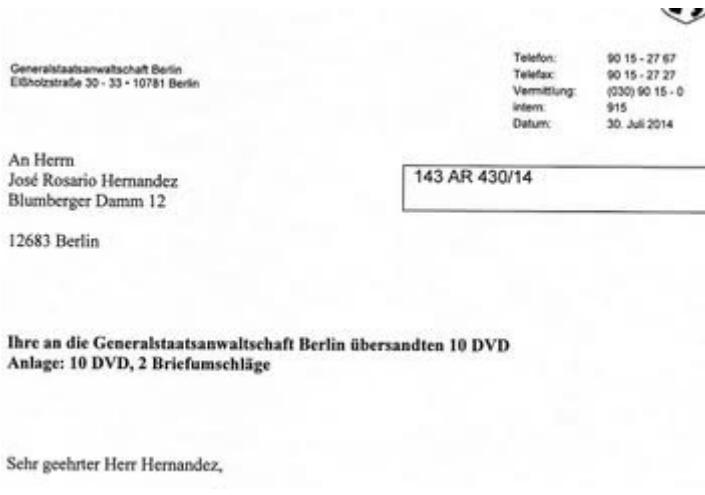 Generalstaatsanwaltschaft Berlin
Elßholzstraße 30 - 33 • 10781 Berlin
Telefon: 90 15 - 27 67
Telefax: 90 15 - 27 27
Vermittlung: (030) 90 15 - 0
intern: 915
Datum: 30. Juli 2014
An Herrn
José Rosario Hernandez
Blumberger Damm 12
12683 Berlin
143 AR 430/14
Ihre an die Generalstaatsanwaltschaft Berlin übersandten 10 DVD
Anlage: 10 DVD, 2 Briefumschläge
Sehr geehrter Herr Hernandez,